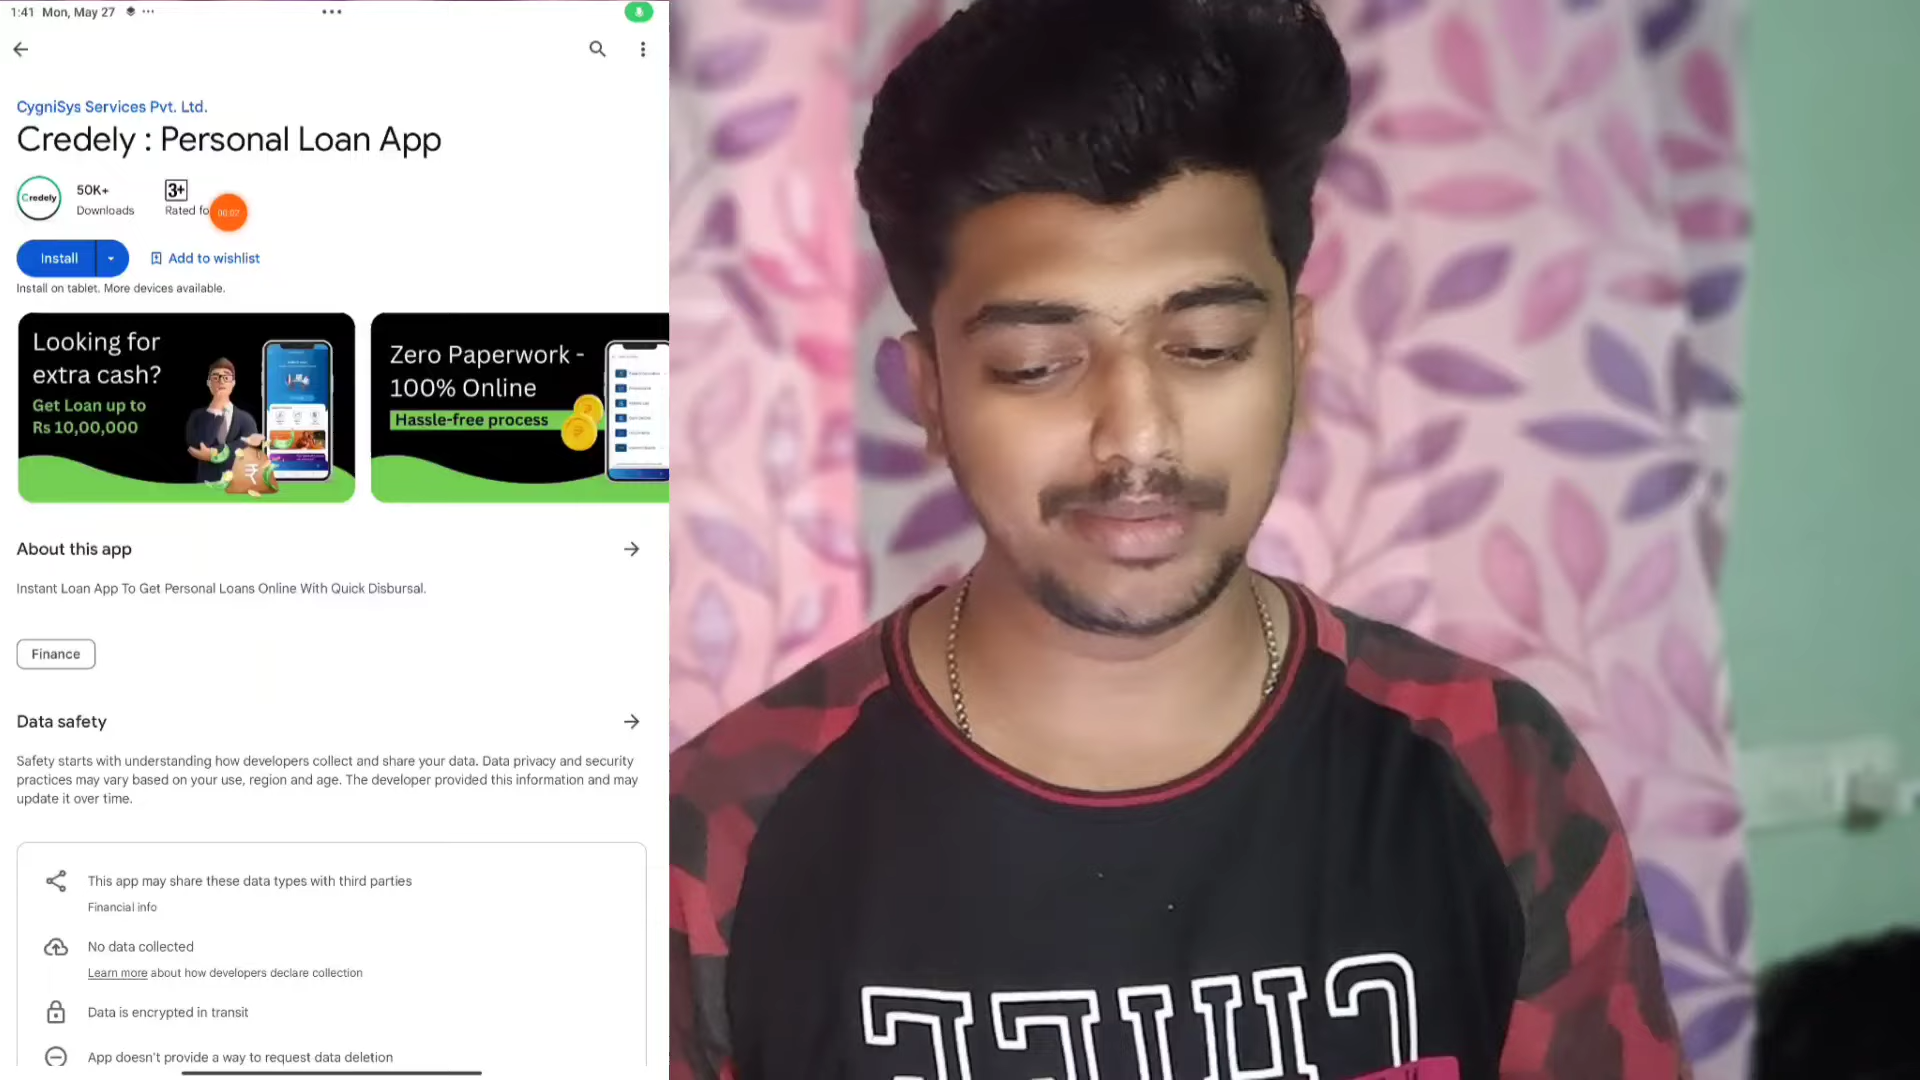 1:41 Mon, May 27
CygniSys Services Pvt. Ltd.
Credely : Personal Loan App
Credely
50K+
Downloads
3+
Rated fo
00:07
Install
Add to wishlist
Install on tablet. More devices available.
Looking for
extra cash?
Get Loan up to
Rs 10,00,000
Zero Paperwork -
100% Online
Hassle-free process
About this app
Instant Loan App To Get Personal Loans Online With Quick Disbursal.
Finance
Data safety
Safety starts with understanding how developers collect and share your data. Data privacy and security
practices may vary based on your use, region and age. The developer provided this information and may
update it over time.
This app may share these data types with third parties
Financial info
No data collected
Learn more about how developers declare collection
Data is encrypted in transit
App doesn't provide a way to request data deletion